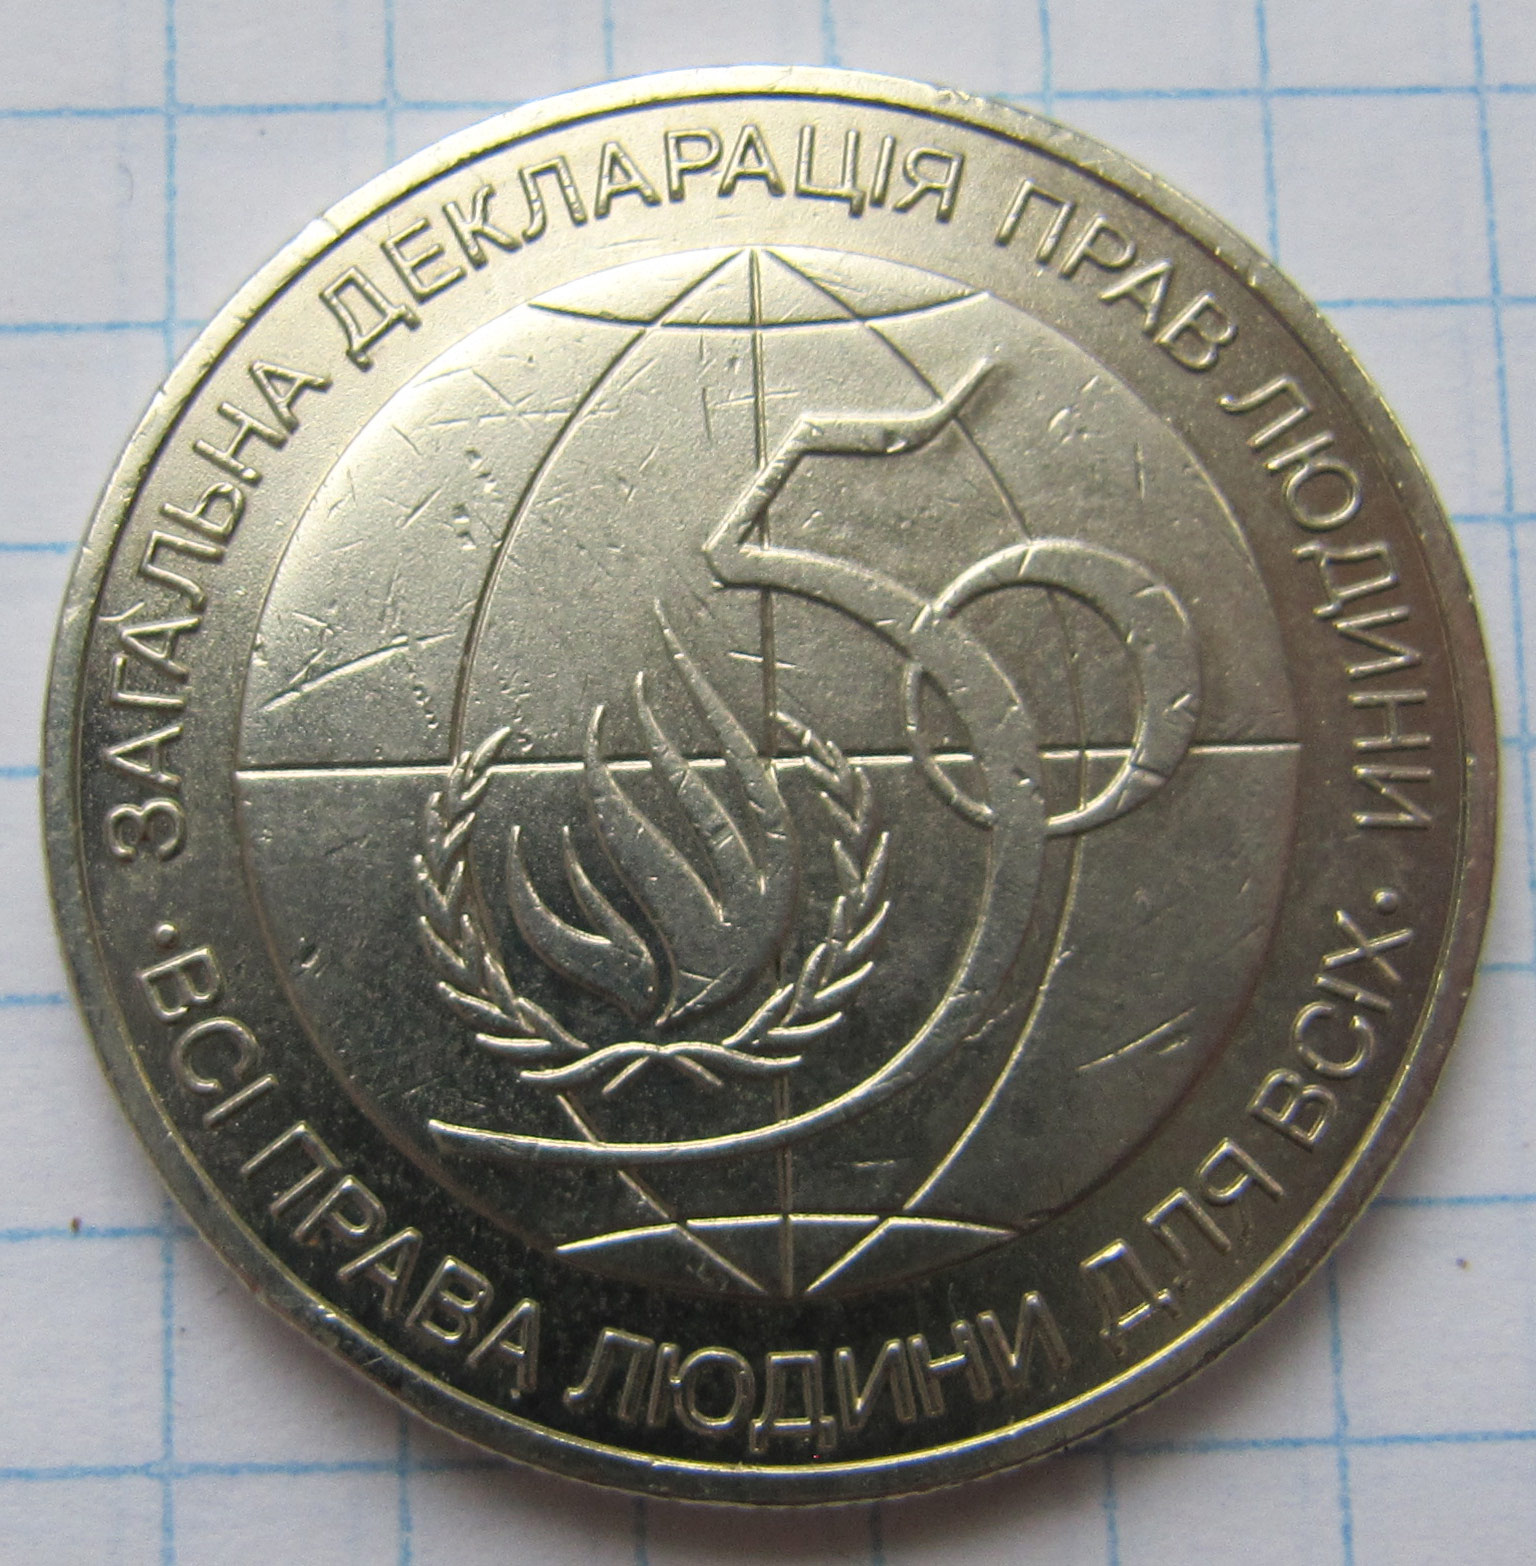 ЗАГАЛЬНА ДЕКЛАРАЦІЯ ПРАВ ЛЮДИНИ
• ВСІ ПРАВА ЛЮДИНИ ДЛЯ ВСІХ •
50